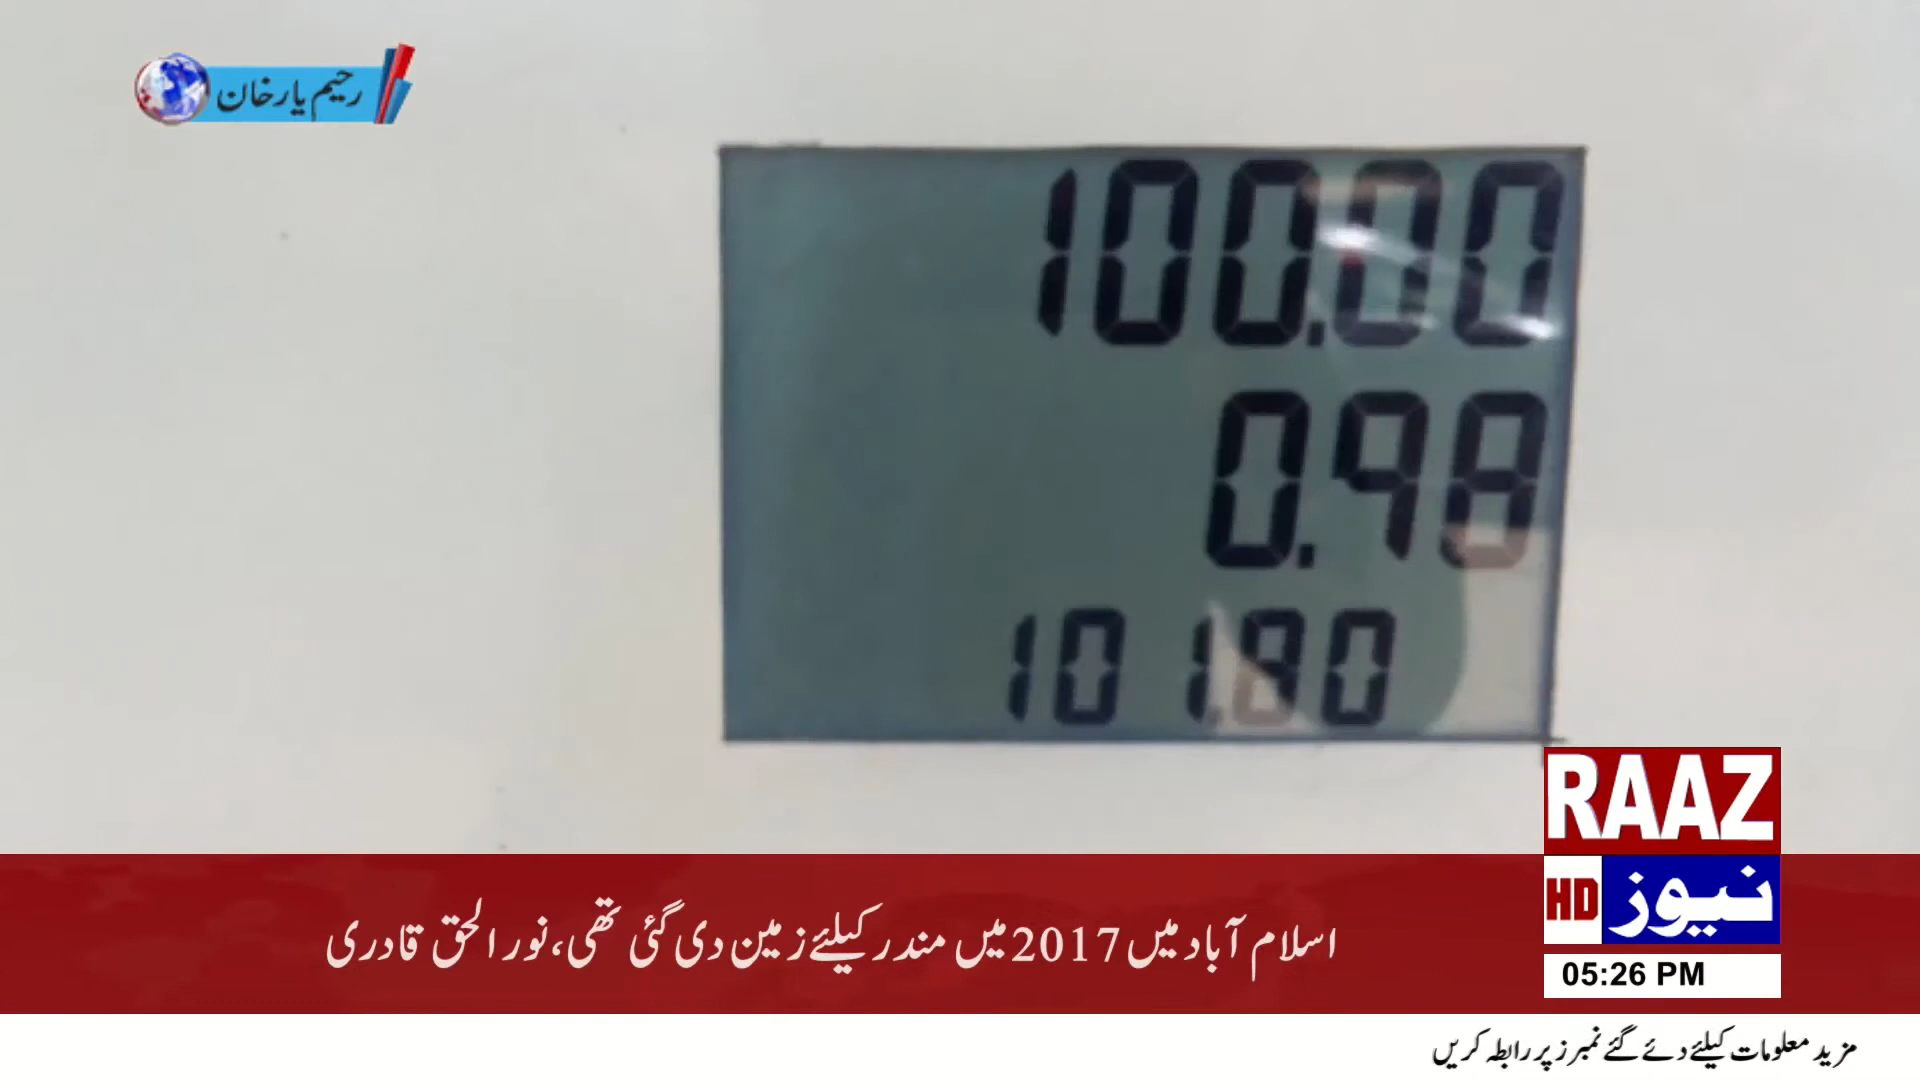 رحیم یار خان
100.00
0.98
101.80
RAAZ
HD نیوز
اسلام آباد میں 2017 میں مندر کیلئے زمین دی گئی تھی، نور الحق قادری
05:26 PM
مزید معلومات کیلئے دئے گئے نمبرز پر رابطہ کریں